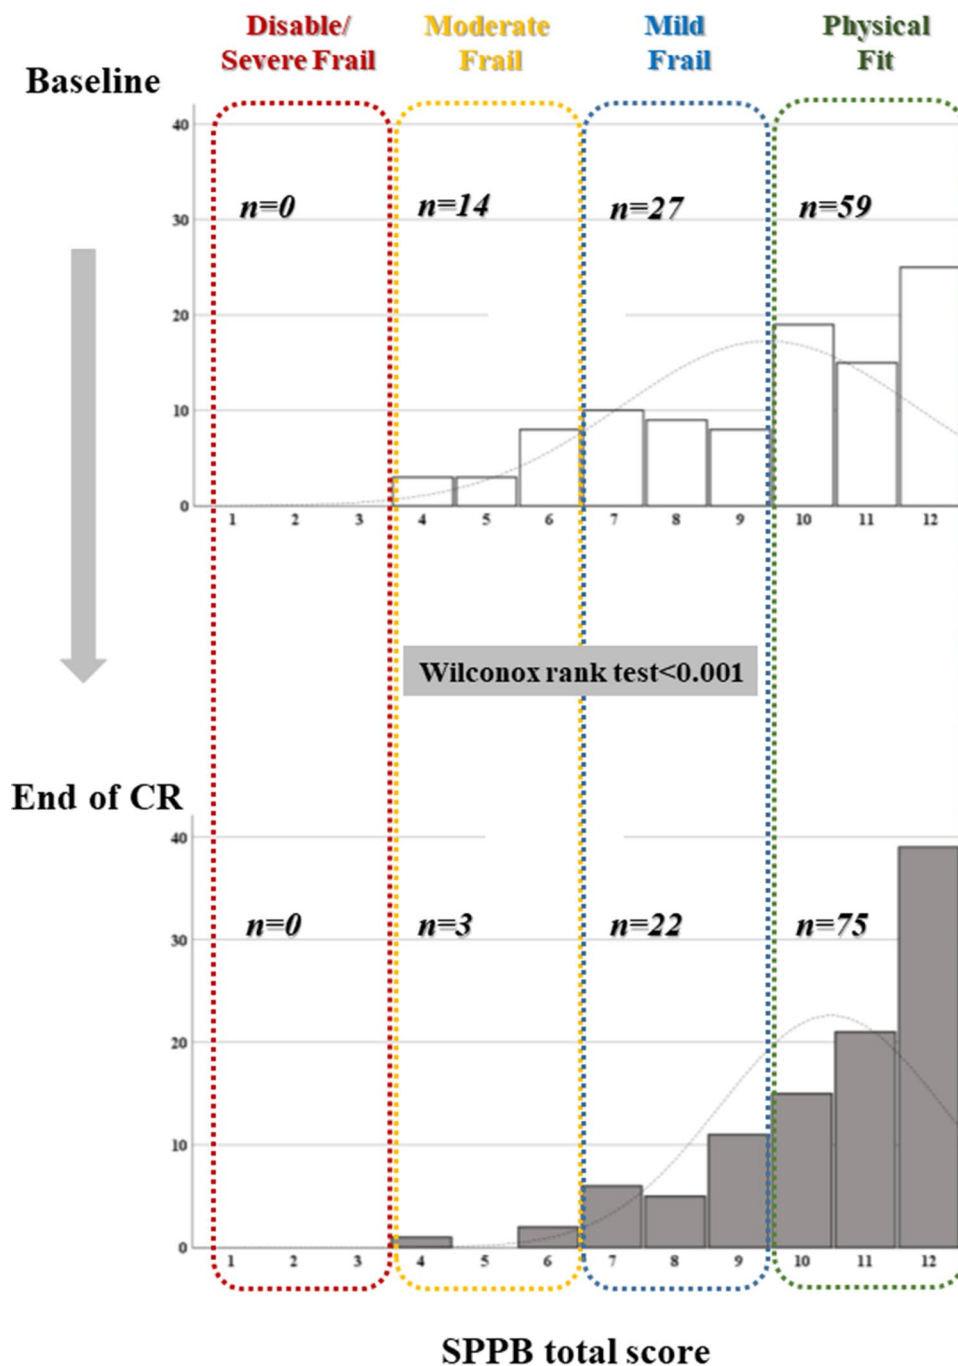 Disable/
Severe Frail
Moderate
Frail
Mild
Frail
Physical
Fit
Baseline
40
n=0
n=14
n=27
n=59
30
20
10
0
1 2 3 4 5 6 7 8 9 10 11 12
Wilconox rank test<0.001
End of CR
40
n=0
n=3
n=22
n=75
30
20
10
0
1 2 3 4 5 6 7 8 9 10 11 12
SPPB total score